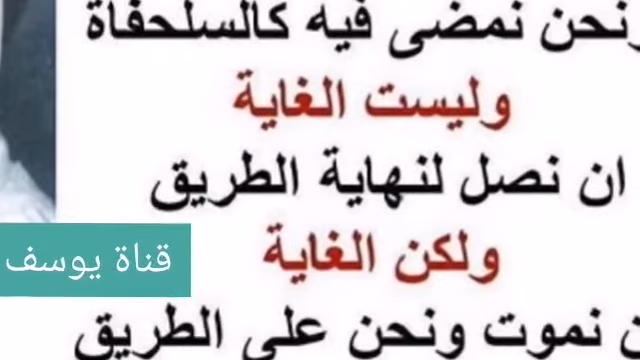 ونحن نمضى فيه كالسلحفاة
وليست الغاية
ان نصل لنهاية الطريق
ولكن الغاية
نموت ونحن على الطريق
قناة يوسف